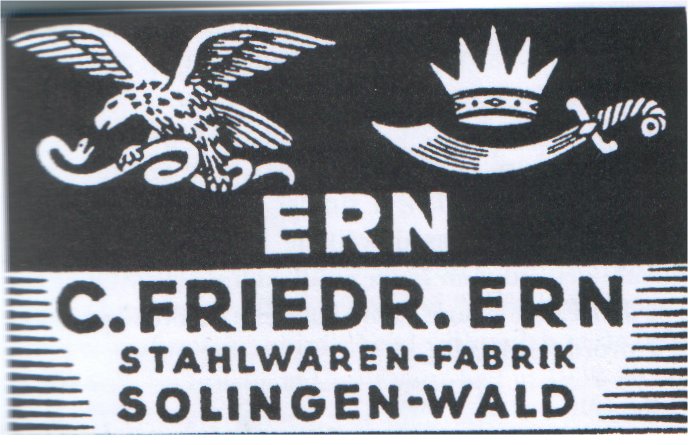 ERN
C. FRIEDR. ERN
STAHLWAREN-FABRIK
SOLINGEN-WALD